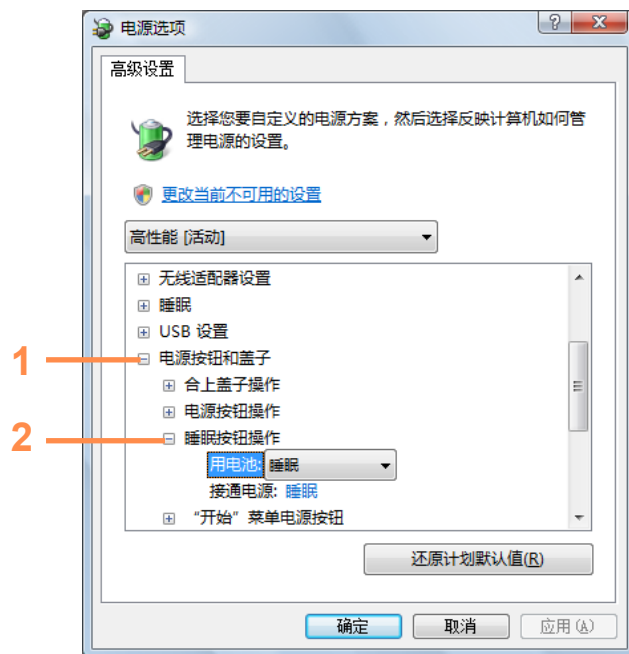 电源选项
高级设置
选择您要自定义的电源方案，然后选择反映计算机如何管
理电源的设置。
更改当前不可用的设置
高性能 [活动]
无线适配器设置
睡眠
USB 设置
1
电源按钮和盖子
合上盖子操作
电源按钮操作
2
睡眠按钮操作
用电池: 睡眠
接通电源: 睡眠
“开始” 菜单电源按钮
还原计划默认值(R)
确定 取消 应用(A)